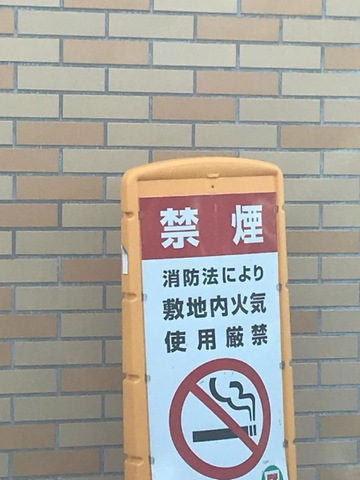 禁煙
消防法により
敷地内火気
使用厳禁